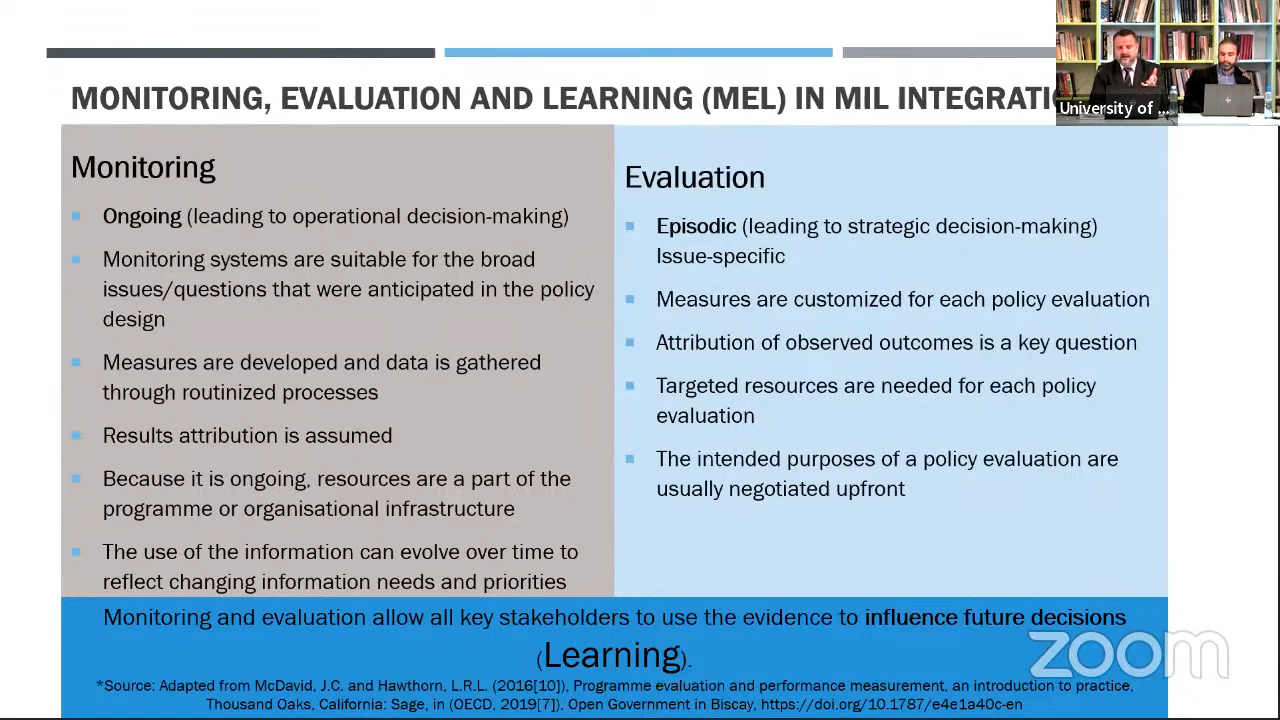 MONITORING, EVALUATION AND LEARNING (MEL) IN MIL INTEGRATI
University of ...
Monitoring
Ongoing (leading to operational decision-making)
Monitoring systems are suitable for the broad
issues/questions that were anticipated in the policy
design
Measures are developed and data is gathered
through routinized processes
Results attribution is assumed
Because it is ongoing, resources are a part of the
programme or organisational infrastructure
The use of the information can evolve over time to
reflect changing information needs and priorities
Evaluation
Episodic (leading to strategic decision-making)
Issue-specific
Measures are customized for each policy evaluation
Attribution of observed outcomes is a key question
Targeted resources are needed for each policy
evaluation
The intended purposes of a policy evaluation are
usually negotiated upfront
Monitoring and evaluation allow all key stakeholders to use the evidence to influence future decisions
(Learning).
*Source: Adapted from McDavid, J.C. and Hawthorn, L.R.L. (2016[10]), Programme evaluation and performance measurement, an introduction to practice,
Thousand Oaks, California: Sage, in (OECD, 2019[7]), Open Government in Biscay, https://doi.org/10.1787/e4e1a40c-en
zoom